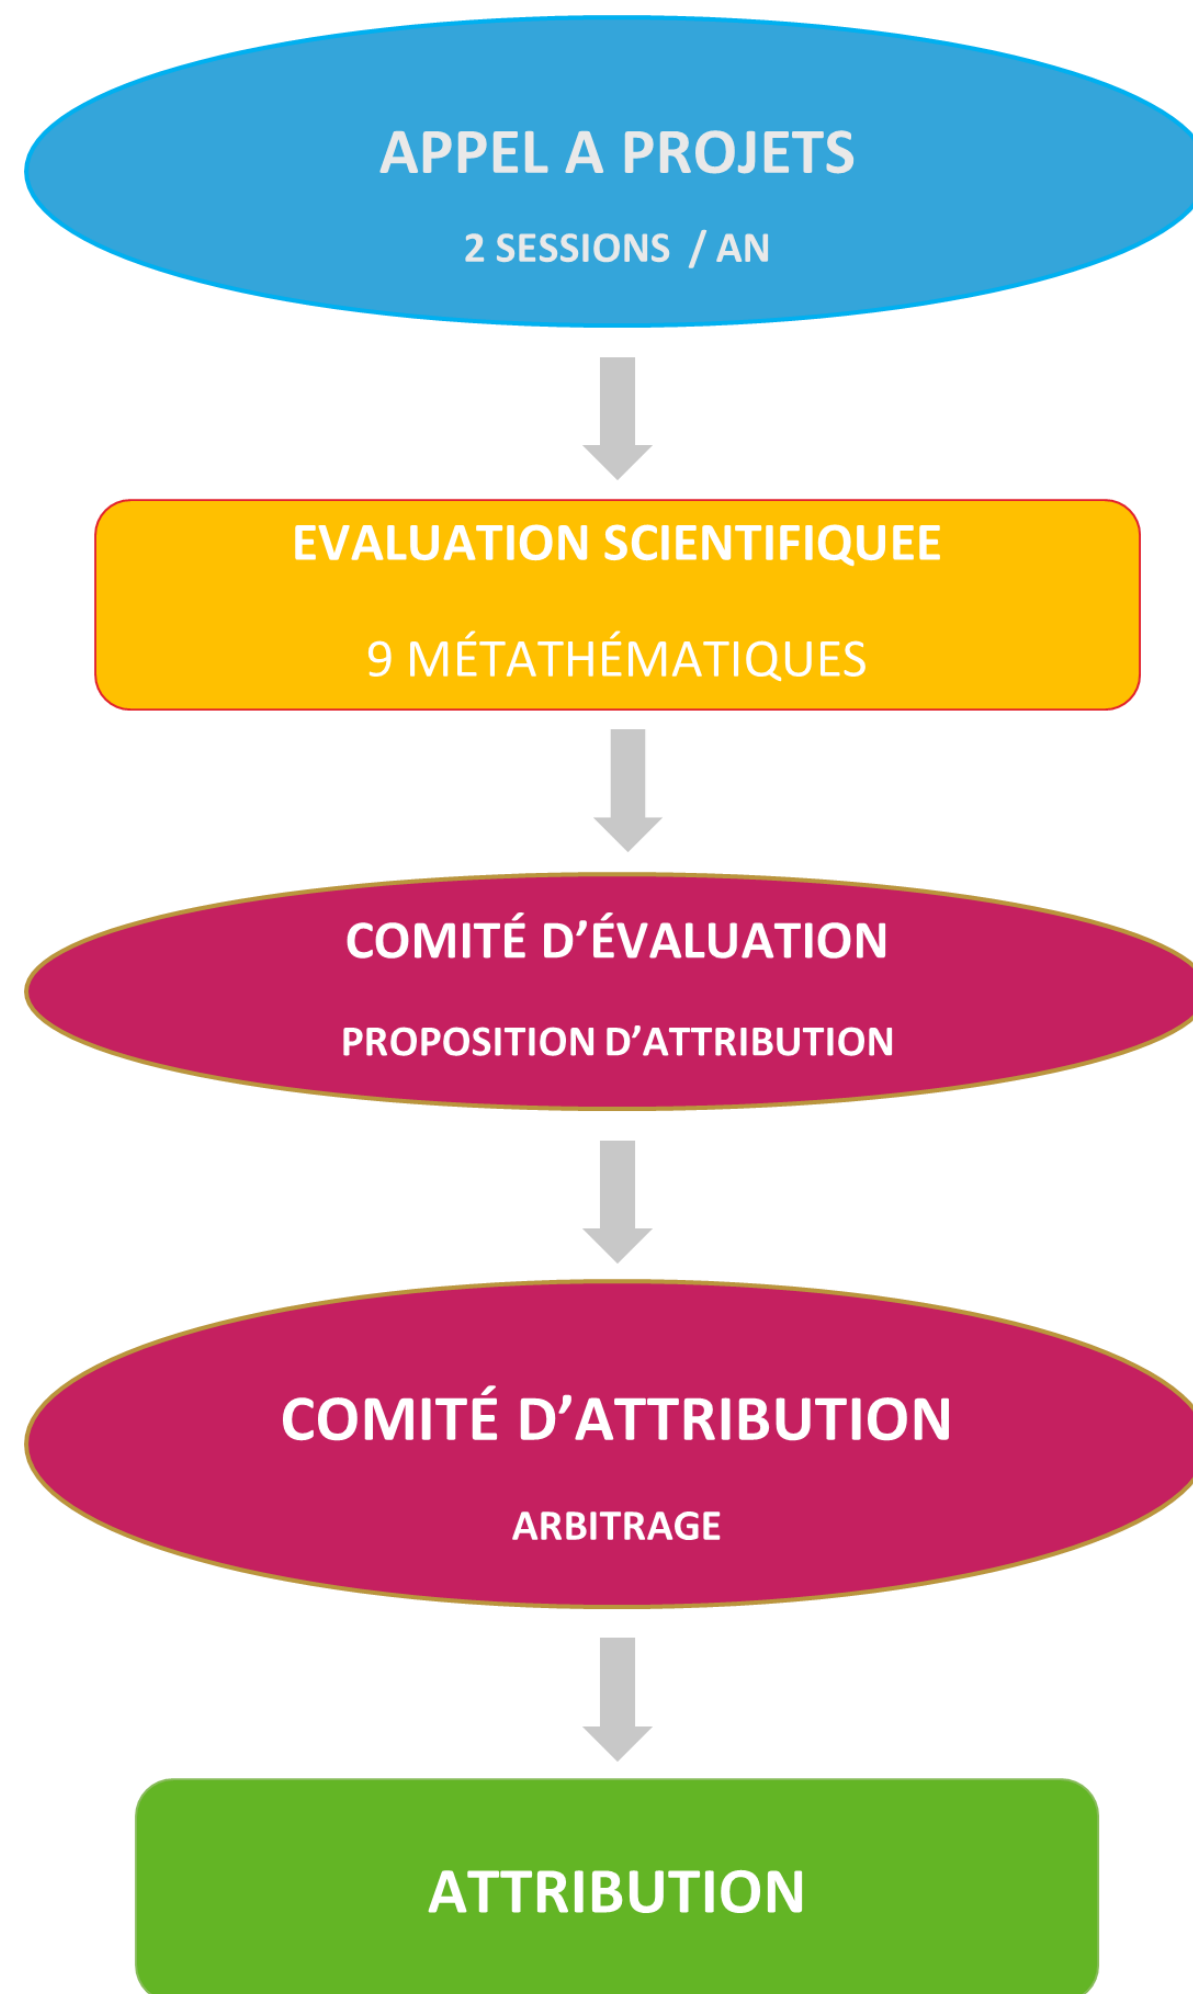 APPEL A PROJETS
2 SESSIONS / AN
EVALUATION SCIENTIFIQUEE
9 MÉTATHÉMATIQUES
COMITÉ D’ÉVALUATION
PROPOSITION D’ATTRIBUTION
COMITÉ D’ATTRIBUTION
ARBITRAGE
ATTRIBUTION